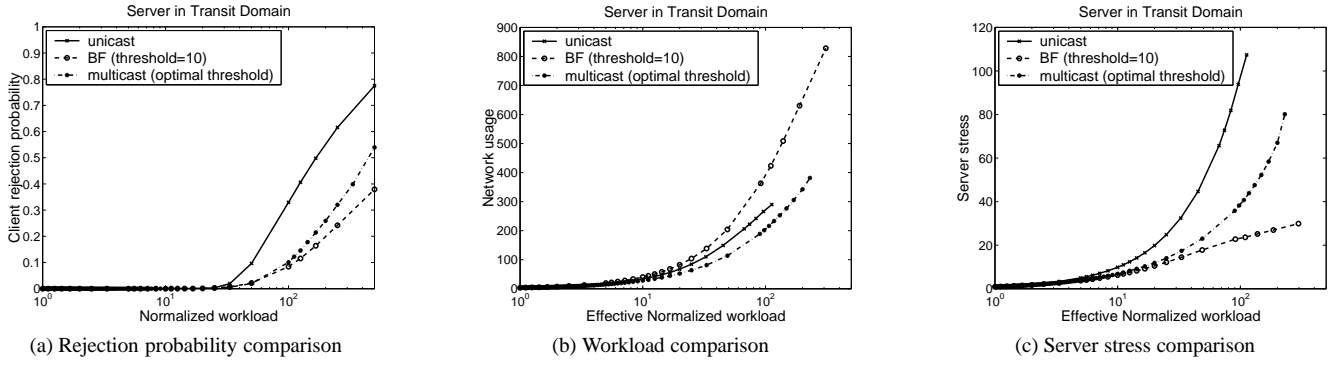 Server in Transit Domain
unicast
BF (threshold=10)
multicast (optimal threshold)
1
0.9
0.8
0.7
0.6
0.5
0.4
0.3
0.2
0.1
0
Client rejection probability
10^0
10^1
10^2
Normalized workload
(a) Rejection probability comparison
Server in Transit Domain
unicast
BF (threshold=10)
multicast (optimal threshold)
900
800
700
600
500
400
300
200
100
0
Network usage
10^0
10^1
10^2
Effective Normalized workload
(b) Workload comparison
Server in Transit Domain
unicast
BF (threshold=10)
multicast (optimal threshold)
120
100
80
60
40
20
0
Server stress
10^0
10^1
10^2
Effective Normalized workload
(c) Server stress comparison